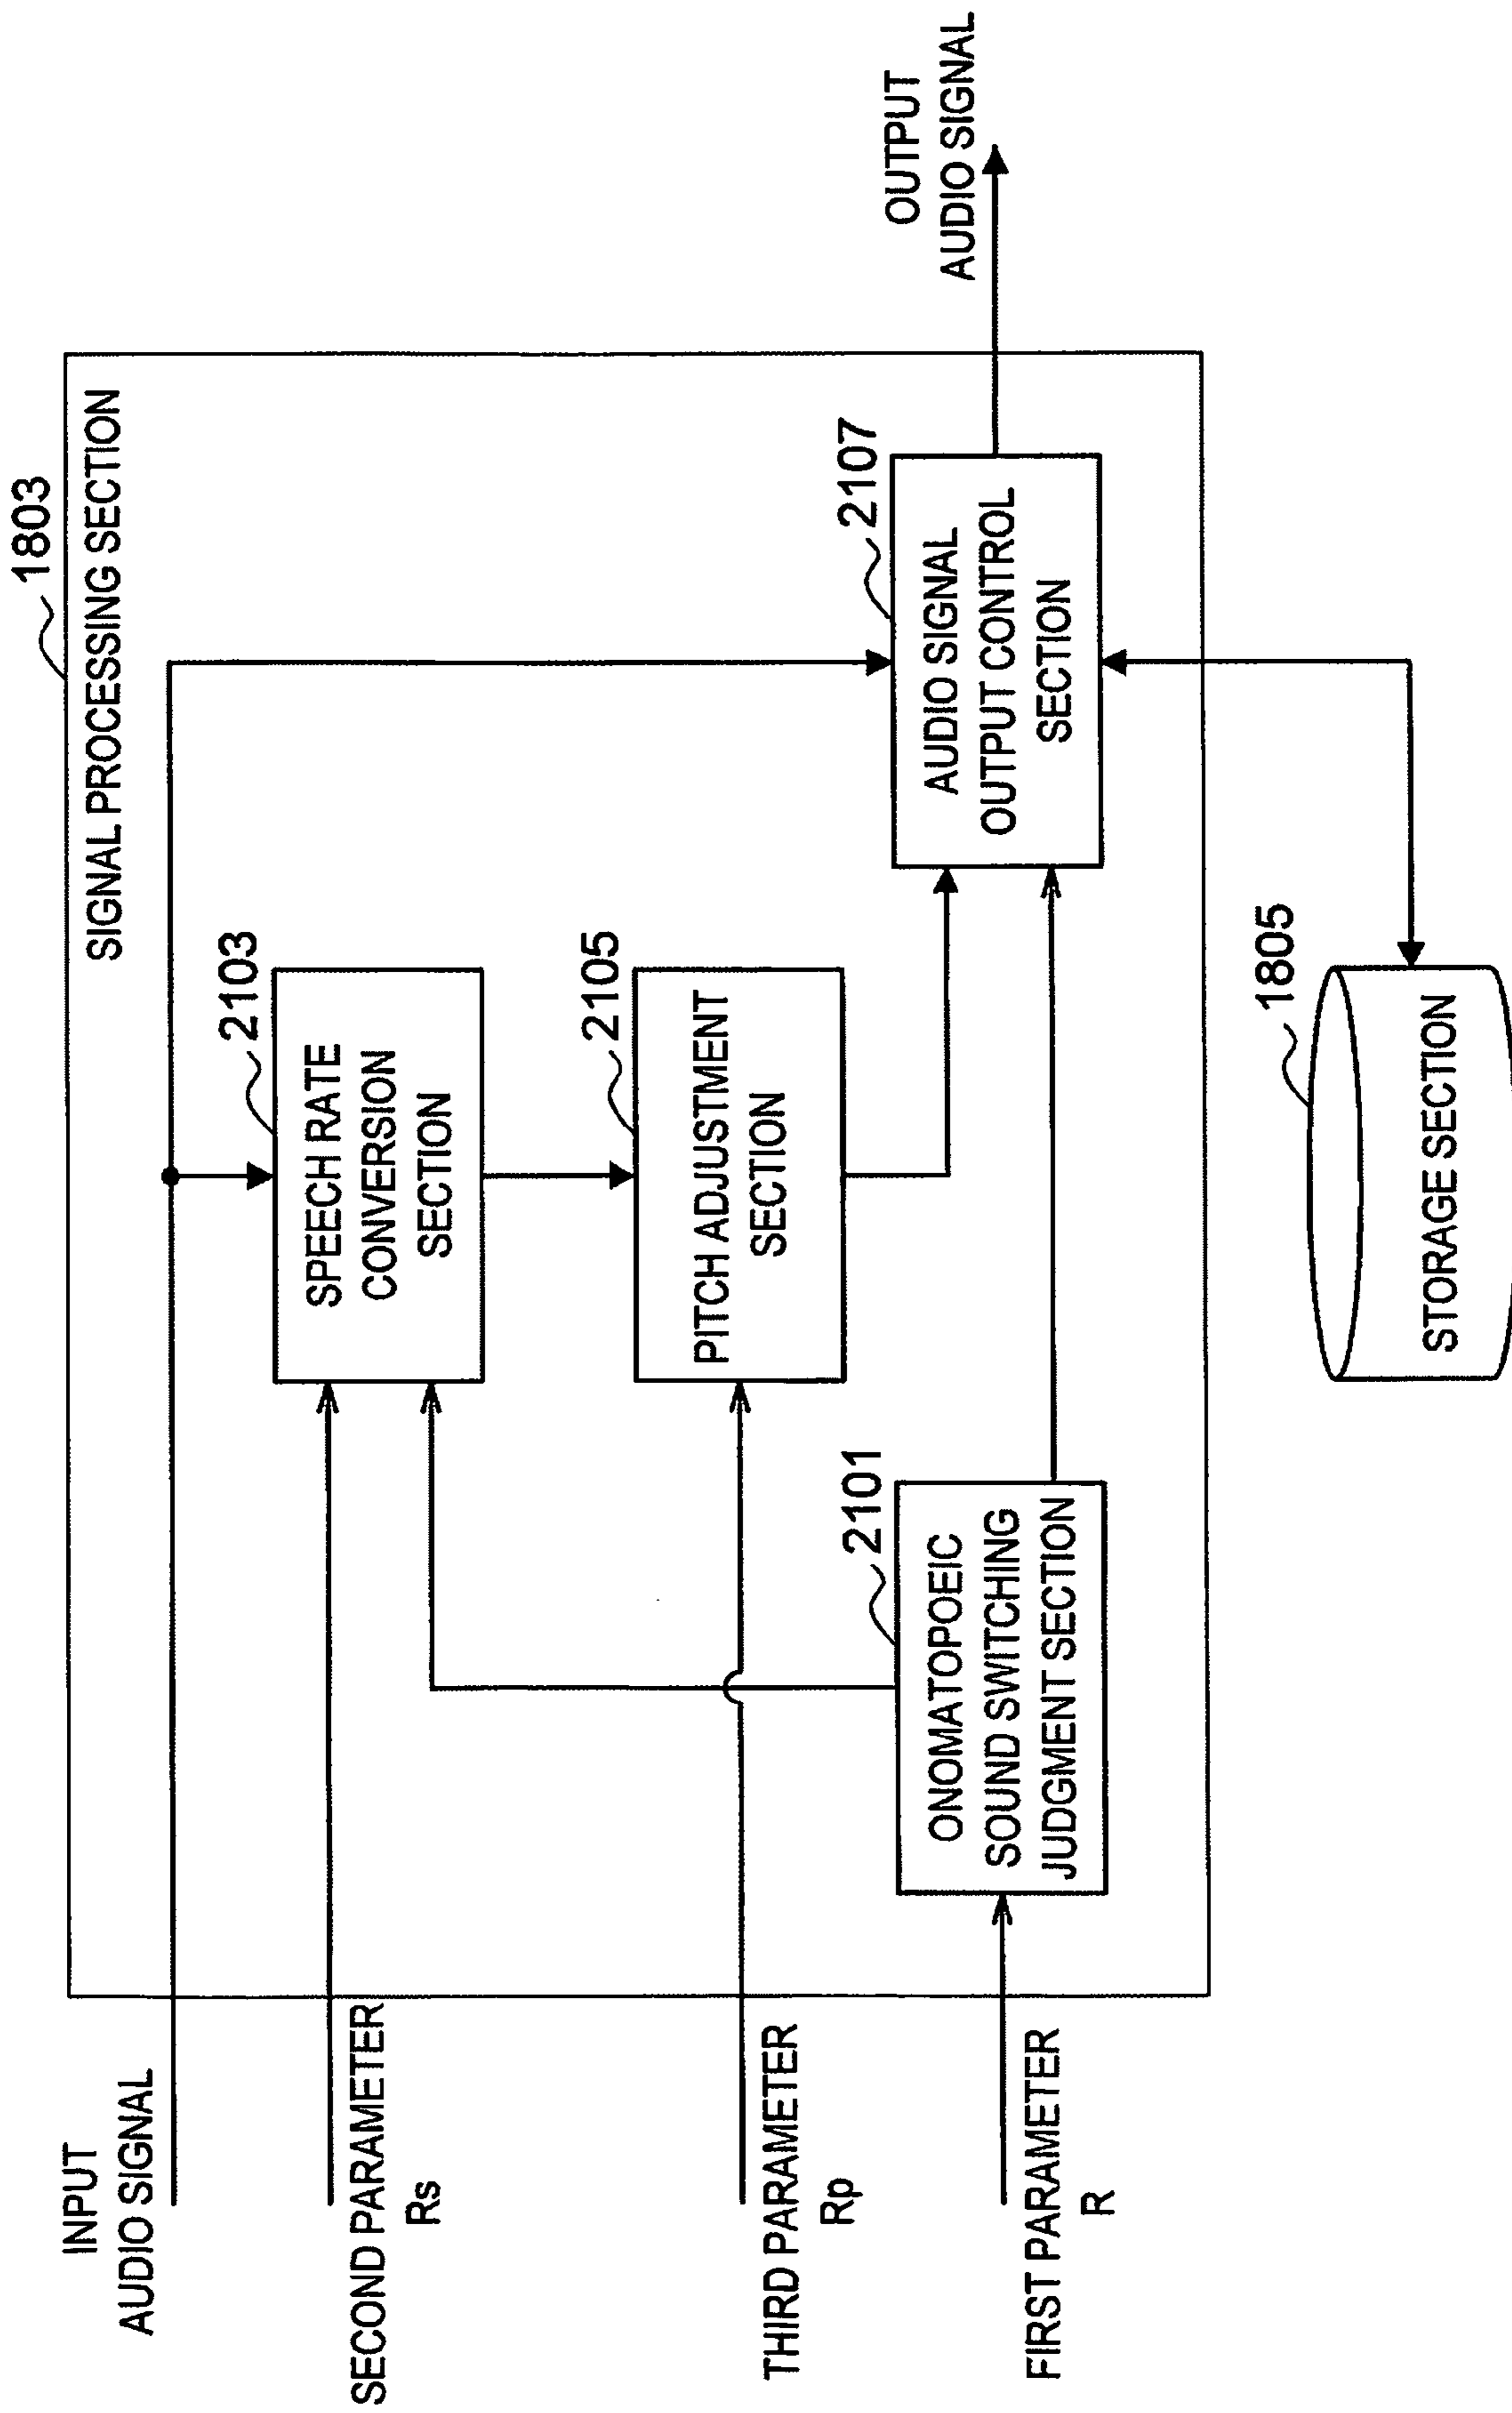 1803
SIGNAL PROCESSING SECTION
INPUT
AUDIO SIGNAL
2103
SPEECH RATE
CONVERSION
SECTION
SECOND PARAMETER
Rs
2105
PITCH ADJUSTMENT
SECTION
THIRD PARAMETER
Rp
2101
ONOMATOPOEIC
SOUND SWITCHING
JUDGMENT SECTION
FIRST PARAMETER
R
2107
AUDIO SIGNAL
OUTPUT CONTROL
SECTION
OUTPUT
AUDIO SIGNAL
1805
STORAGE SECTION